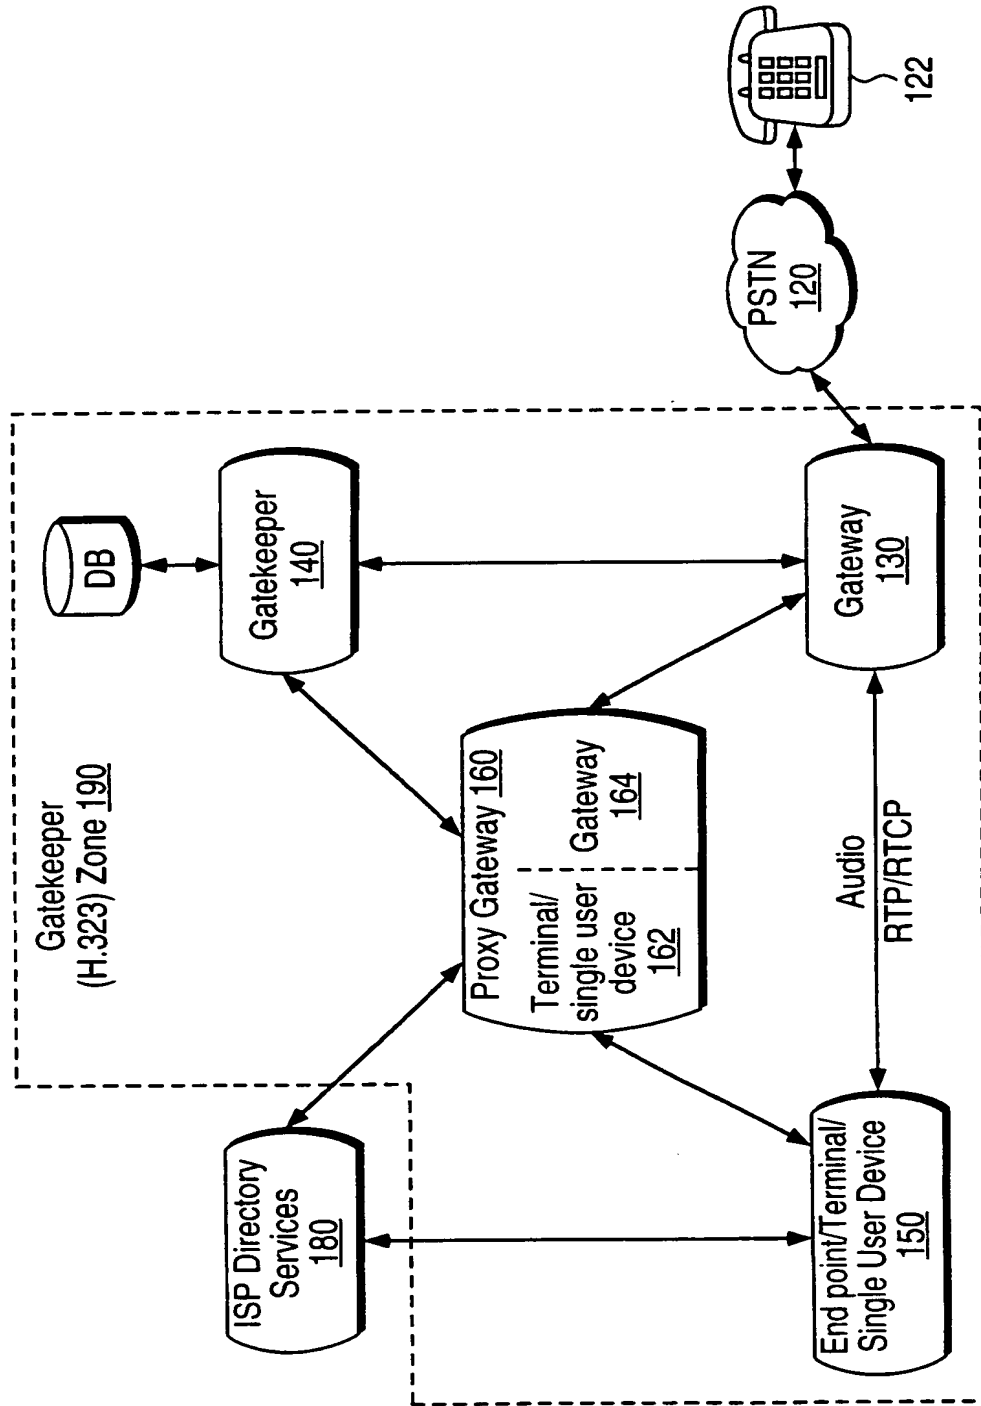 Gatekeeper
(H.323) Zone 190
DB
Gatekeeper
140
ISP Directory
Services
180
Proxy Gateway 160
Terminal/
single user
device
162
Gateway
164
Audio
RTP/RTCP
End point/Terminal/
Single User Device
150
Gateway
130
PSTN
120
122